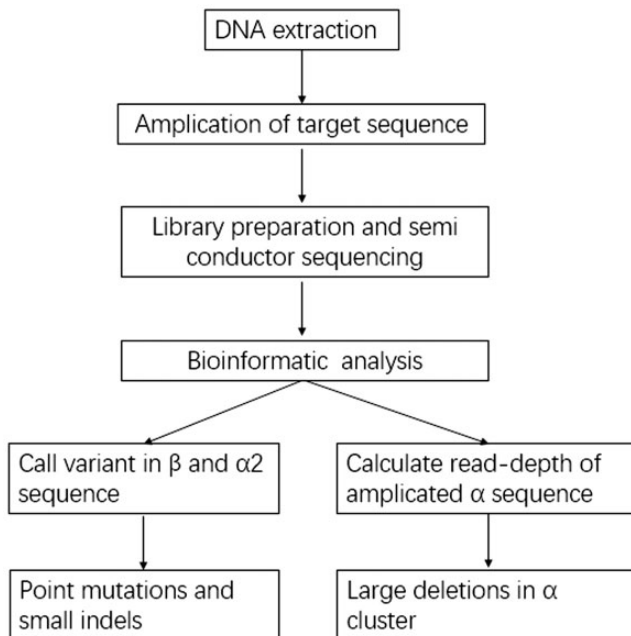 DNA extraction
Amplication of target sequence
Library preparation and semi
conductor sequencing
Bioinformatic analysis
Call variant in β and α2
sequence
Calculate read-depth of
amplicated α sequence
Point mutations and
small indels
Large deletions in α
cluster